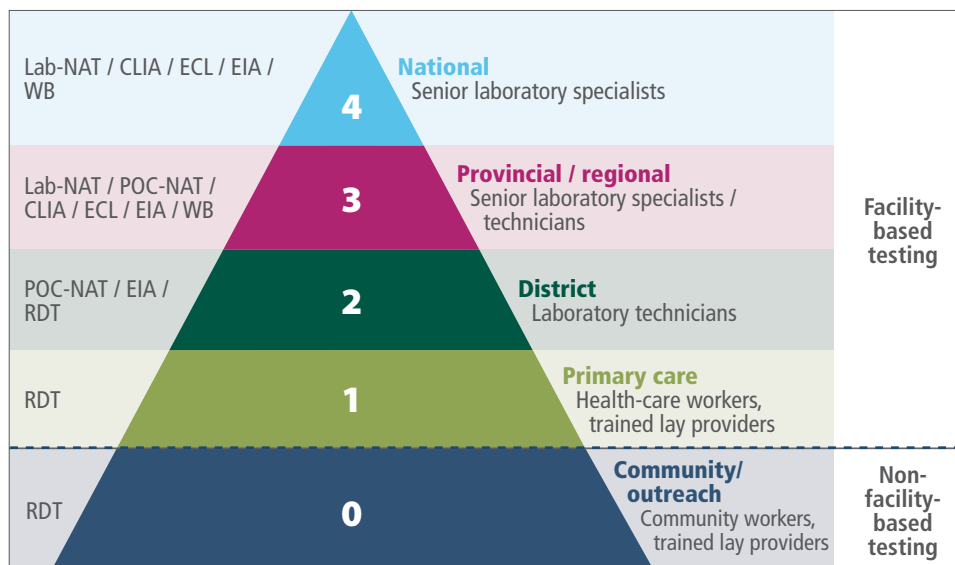 Lab-NAT / CLIA / ECL / EIA /
WB
4
National
Senior laboratory specialists
Lab-NAT / POC-NAT /
CLIA / ECL / EIA / WB
3
Provincial / regional
Senior laboratory specialists /
technicians
POC-NAT / EIA /
RDT
2
District
Laboratory technicians
RDT
1
Primary care
Health-care workers,
trained lay providers
Facility-
based
testing
RDT
0
Community/
outreach
Community workers,
trained lay providers
Non-
facility-
based
testing